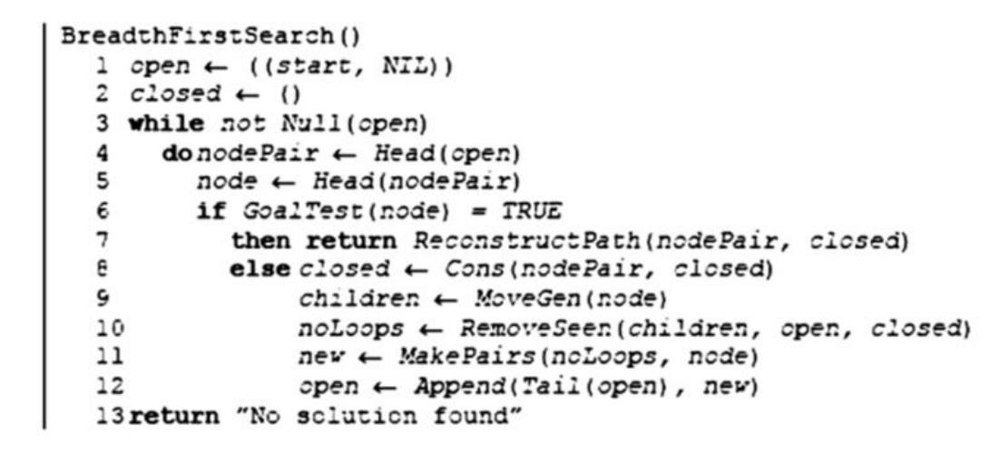 BreadthFirstSearch()
1 open ← ((start, NIL))
2 closed ← ()
3 while not Null(open)
4 do nodePair ← Head(open)
5 node ← Head(nodePair)
6 if GoalTest(node) = TRUE
7 then return ReconstructPath(nodePair, closed)
8 else closed ← Cons(nodePair, closed)
9 children ← MoveGen(node)
10 noLoops ← RemoveSeen(children, open, closed)
11 new ← MakePairs(noLoops, node)
12 open ← Append(Tail(open), new)
13 return "No solution found"